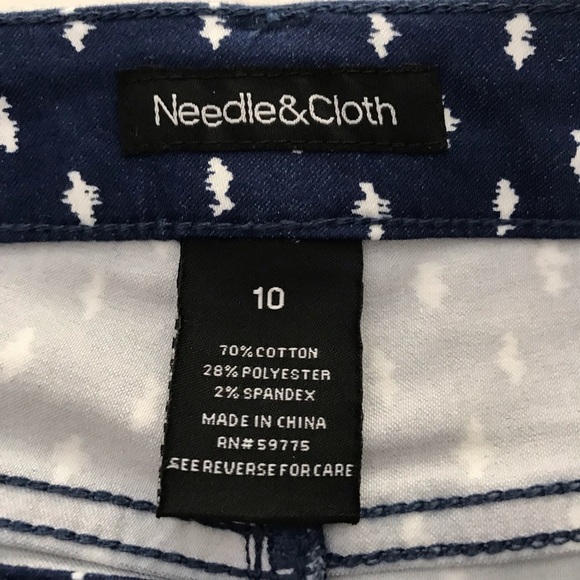 Needle&Cloth
10
70% COTTON
28% POLYESTER
2% SPANDEX
MADE IN CHINA
RN# 59775
SEE REVERSE FOR CARE